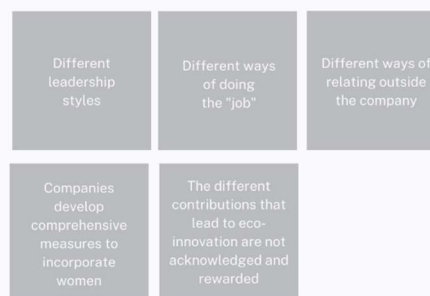 Different
leadership
styles
Different ways
of doing
the "job"
Different ways of
relating outside
the company
Companies
develop
comprehensive
measures to
incorporate
women
The different
contributions that
lead to eco-
innovation are not
acknowledged and
rewarded